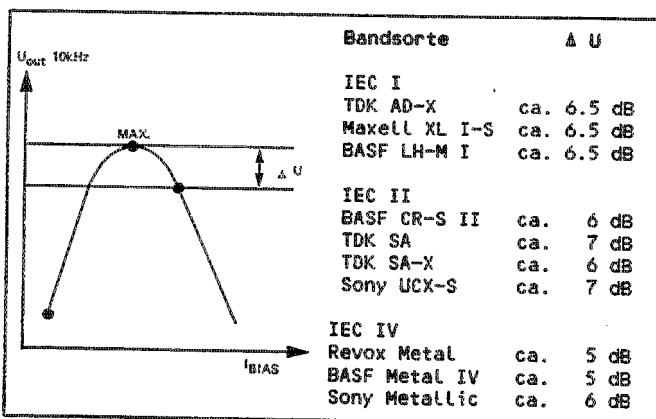 U_out 10kHz
MAX.
Δ U
I_BIAS
Bandsorte Δ U
IEC I
TDK AD-X ca. 6.5 dB
Maxell XL I-S ca. 6.5 dB
BASF LH-M I ca. 6.5 dB
IEC II
BASF CR-S II ca. 6 dB
TDK SA ca. 7 dB
TDK SA-X ca. 6 dB
Sony UCX-S ca. 7 dB
IEC IV
Revox Metal ca. 5 dB
BASF Metal IV ca. 5 dB
Sony Metallic ca. 6 dB